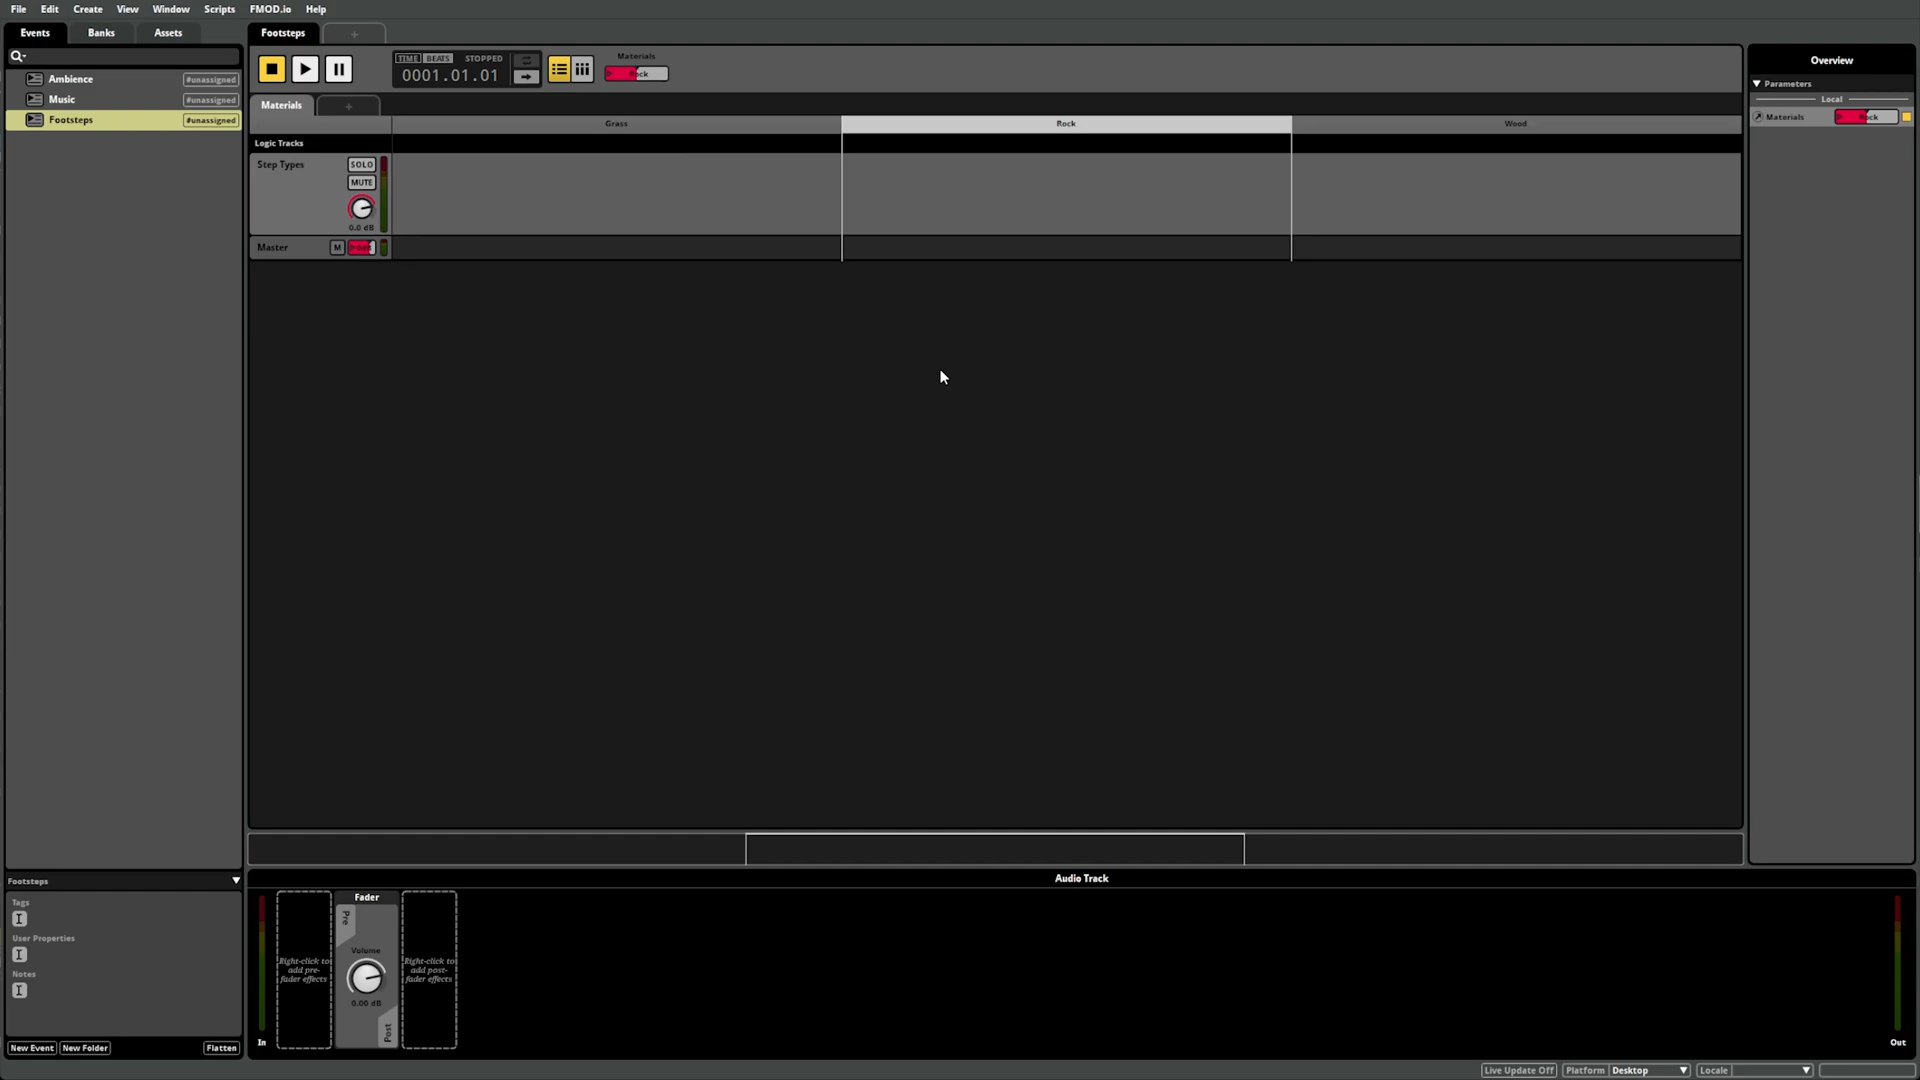 File Edit Create View Window Scripts FMOD.io Help
Events Banks Assets
Footsteps +
Ambience #unassigned
Music #unassigned
Footsteps #unassigned
TIME BEATS STOPPED
0001.01.01
Materials
Rock
Materials +
Grass Rock Wood
Logic Tracks
Step Types SOLO
MUTE
0.0 dB
Master M
Overview
Parameters
Local
Materials Rock
Footsteps
Tags
User Properties
Notes
New Event New Folder Flatten
Audio Track
Fader
Pre
Volume
0.00 dB
Post
Right-click to
add pre-
fader effects
Right-click to
add post-
fader effects
In
Out
Live Update Off Platform Desktop Locale